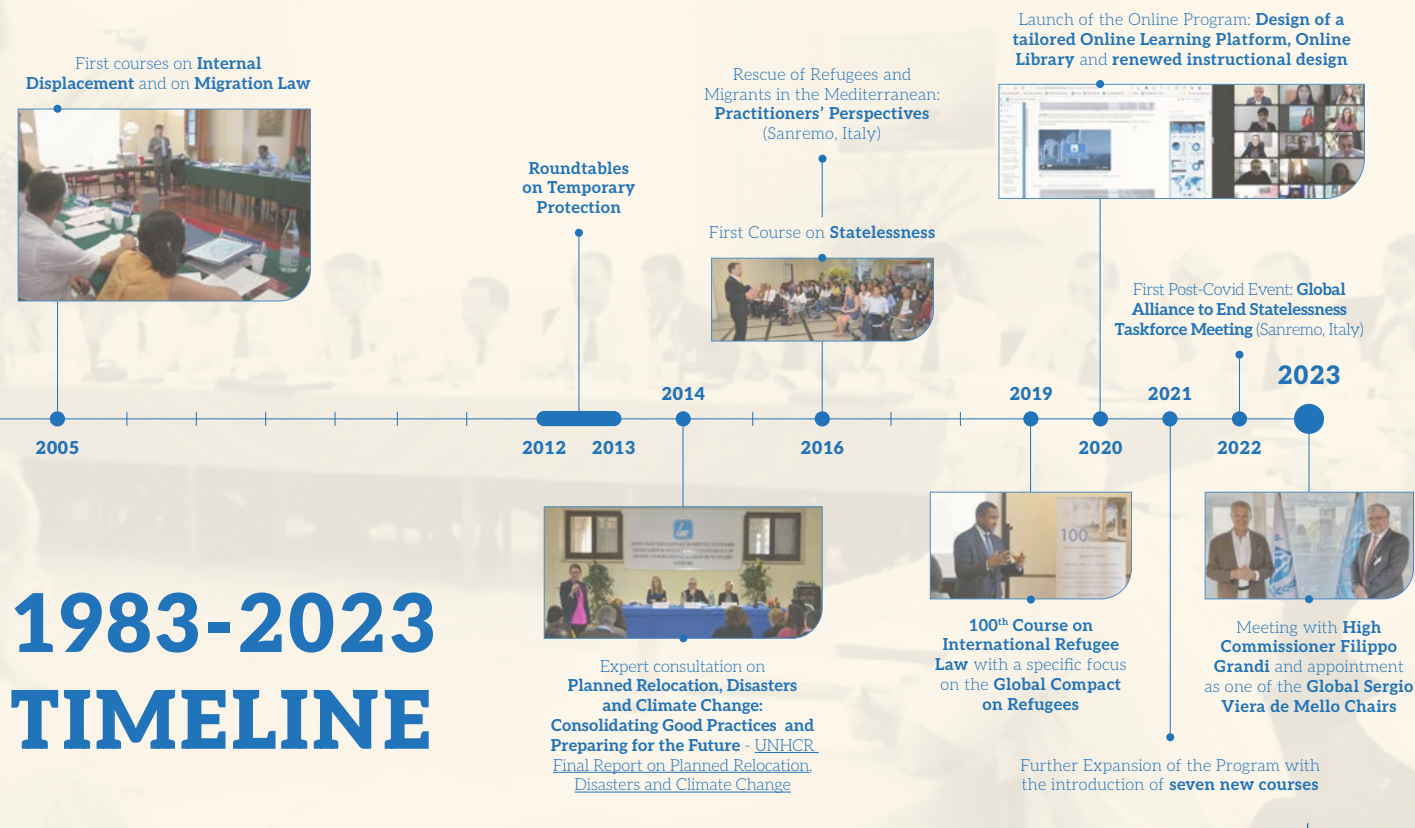 First courses on Internal
Displacement and on Migration Law
Roundtables
on Temporary
Protection
Rescue of Refugees and
Migrants in the Mediterranean:
Practitioners’ Perspectives
(Sanremo, Italy)
First Course on Statelessness
Launch of the Online Program: Design of a
tailored Online Learning Platform, Online
Library and renewed instructional design
First Post-Covid Event: Global
Alliance to End Statelessness
Taskforce Meeting (Sanremo, Italy)
2005
2012
2013
2014
2016
2019
2020
2021
2022
2023
1983-2023
TIMELINE
Expert consultation on
Planned Relocation, Disasters
and Climate Change:
Consolidating Good Practices and
Preparing for the Future - UNHCR
Final Report on Planned Relocation,
Disasters and Climate Change
100
100th Course on
International Refugee
Law with a specific focus
on the Global Compact
on Refugees
Further Expansion of the Program with
the introduction of seven new courses
Meeting with High
Commissioner Filippo
Grandi and appointment
as one of the Global Sergio
Viera de Mello Chairs